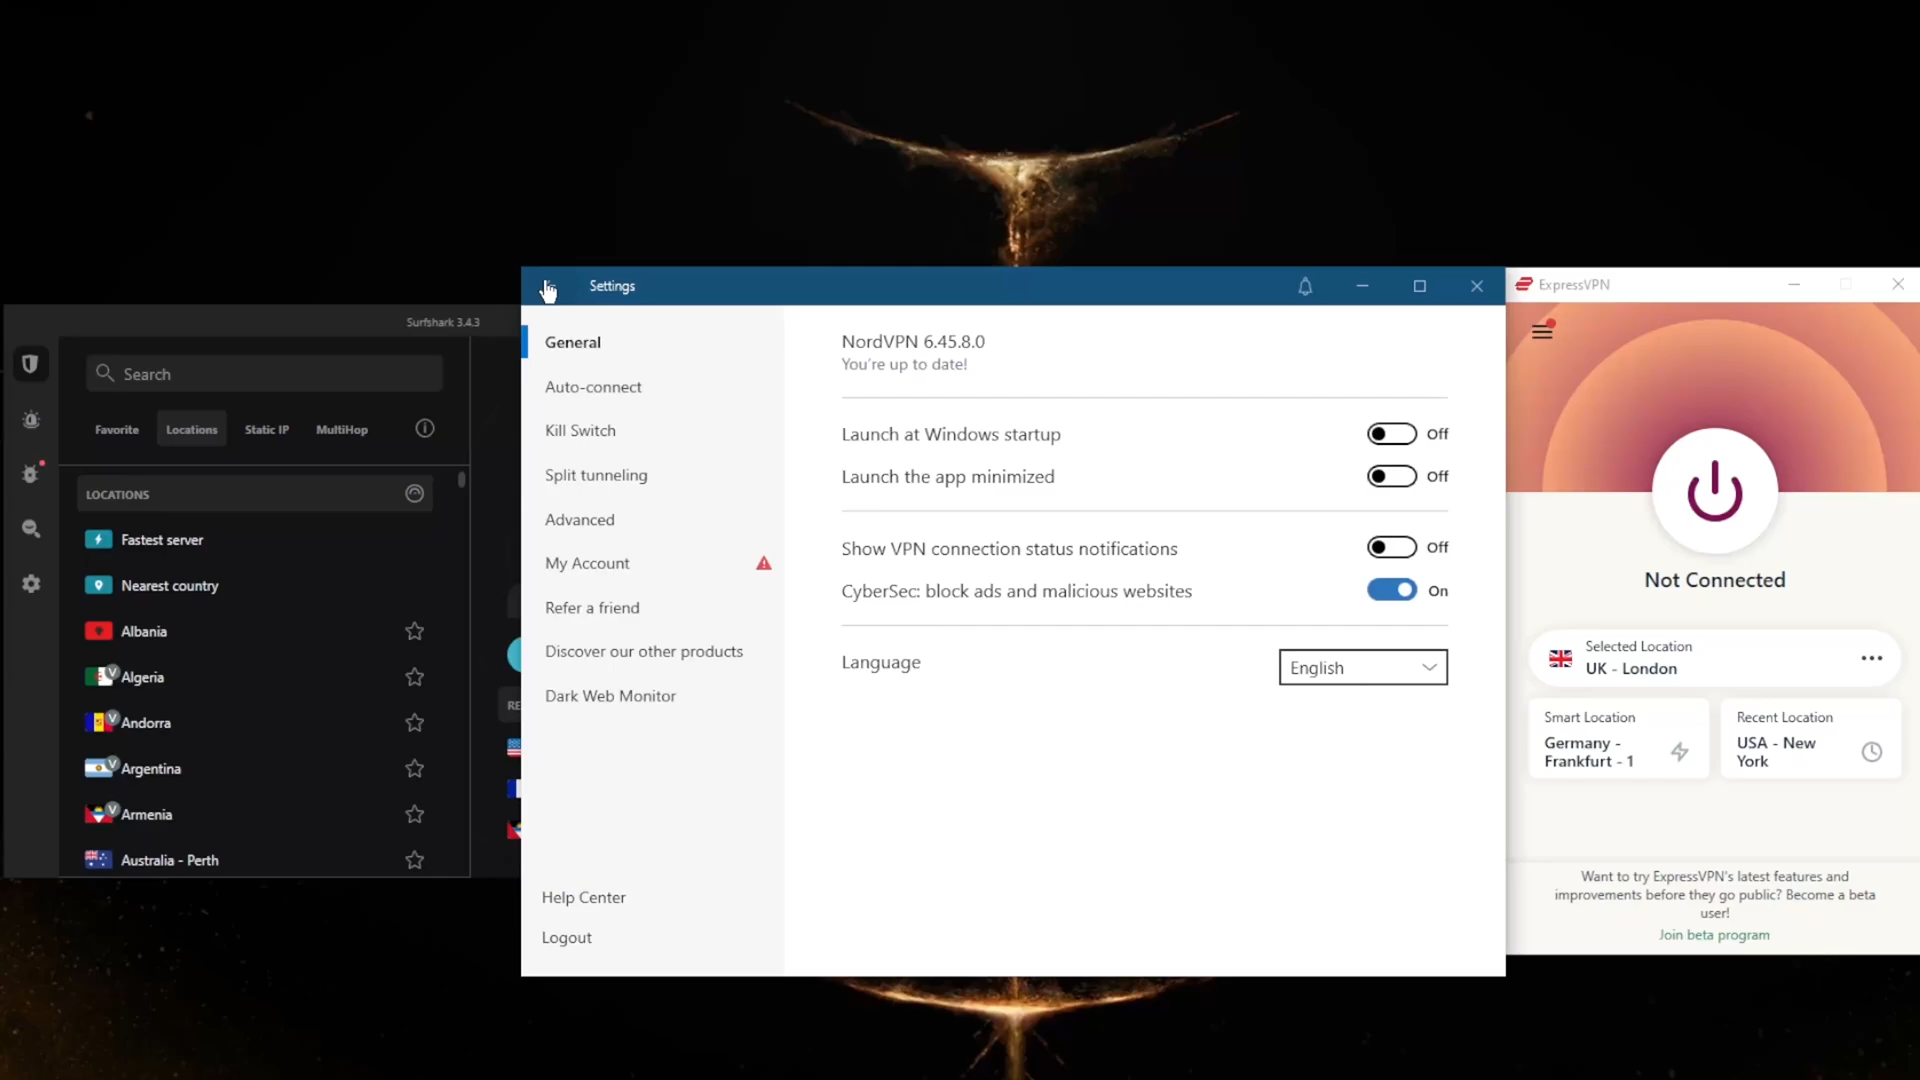 Surfshark 3.4.3
Search
Favorite
Locations
Static IP
MultiHop
LOCATIONS
Fastest server
Nearest country
Albania
V
Algeria
V
Andorra
V
Argentina
V
Armenia
Australia - Perth
RE
Settings
General
Auto-connect
Kill Switch
Split tunneling
Advanced
My Account
Refer a friend
Discover our other products
Dark Web Monitor
Help Center
Logout
NordVPN 6.45.8.0
You're up to date!
Launch at Windows startup
Off
Launch the app minimized
Off
Show VPN connection status notifications
Off
CyberSec: block ads and malicious websites
On
Language
English
ExpressVPN
Not Connected
Selected Location
UK - London
Smart Location
Germany -
Frankfurt - 1
Recent Location
USA - New
York
Want to try ExpressVPN's latest features and
improvements before they go public? Become a beta
user!
Join beta program